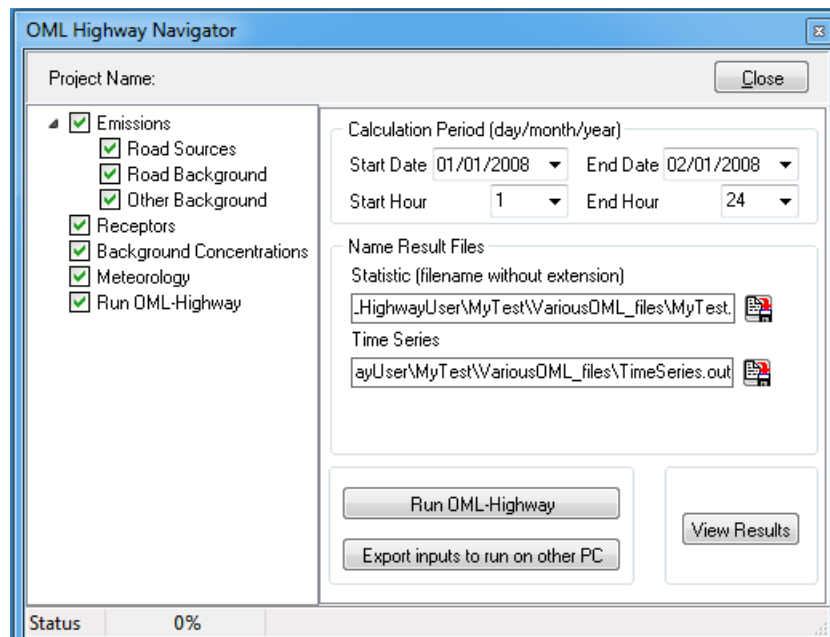 OML Highway Navigator
Project Name:
Close
Emissions
Road Sources
Road Background
Other Background
Receptors
Background Concentrations
Meteorology
Run OML-Highway
Calculation Period (day/month/year)
Start Date 01/01/2008 End Date 02/01/2008
Start Hour 1 End Hour 24
Name Result Files
Statistic (filename without extension)
.HighwayUser\MyTest\VariousOML_files\MyTest.
Time Series
ayUser\MyTest\VariousOML_files\TimeSeries.out
Run OML-Highway
Export inputs to run on other PC
View Results
Status 0%